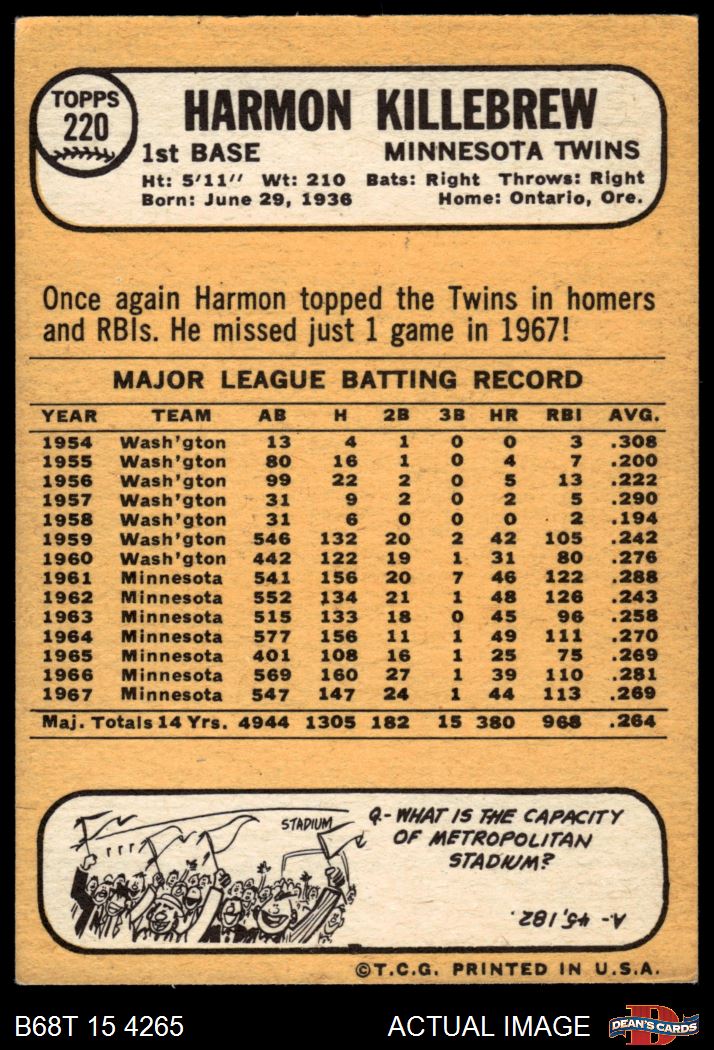 TOPPS
220
HARMON KILLEBREW
1st BASE MINNESOTA TWINS
Ht: 5'11" Wt: 210 Bats: Right Throws: Right
Born: June 29, 1936 Home: Ontario, Ore.
Once again Harmon topped the Twins in homers
and RBIs. He missed just 1 game in 1967!
MAJOR LEAGUE BATTING RECORD
YEAR TEAM AB H 2B 3B HR RBI AVG.
1954 Wash'gton 13 4 1 0 0 3 .308
1955 Wash'gton 80 16 1 0 4 7 .200
1956 Wash'gton 99 22 2 0 5 13 .222
1957 Wash'gton 31 9 2 0 2 5 .290
1958 Wash'gton 31 6 0 0 0 2 .194
1959 Wash'gton 546 132 20 2 42 105 .242
1960 Wash'gton 442 122 19 1 31 80 .276
1961 Minnesota 541 156 20 7 46 122 .288
1962 Minnesota 552 134 21 1 48 126 .243
1963 Minnesota 515 133 18 0 45 96 .258
1964 Minnesota 577 156 11 1 49 111 .270
1965 Minnesota 401 108 16 1 25 75 .269
1966 Minnesota 569 160 27 1 39 110 .281
1967 Minnesota 547 147 24 1 44 113 .269
Maj. Totals 14 Yrs. 4944 1305 182 15 380 968 .264
STADIUM
Q- WHAT IS THE CAPACITY
OF METROPOLITAN
STADIUM?
A- 45,182.
©T.C.G. PRINTED IN U.S.A.
B68T 15 4265 ACTUAL IMAGE
D
DEAN'S CARDS